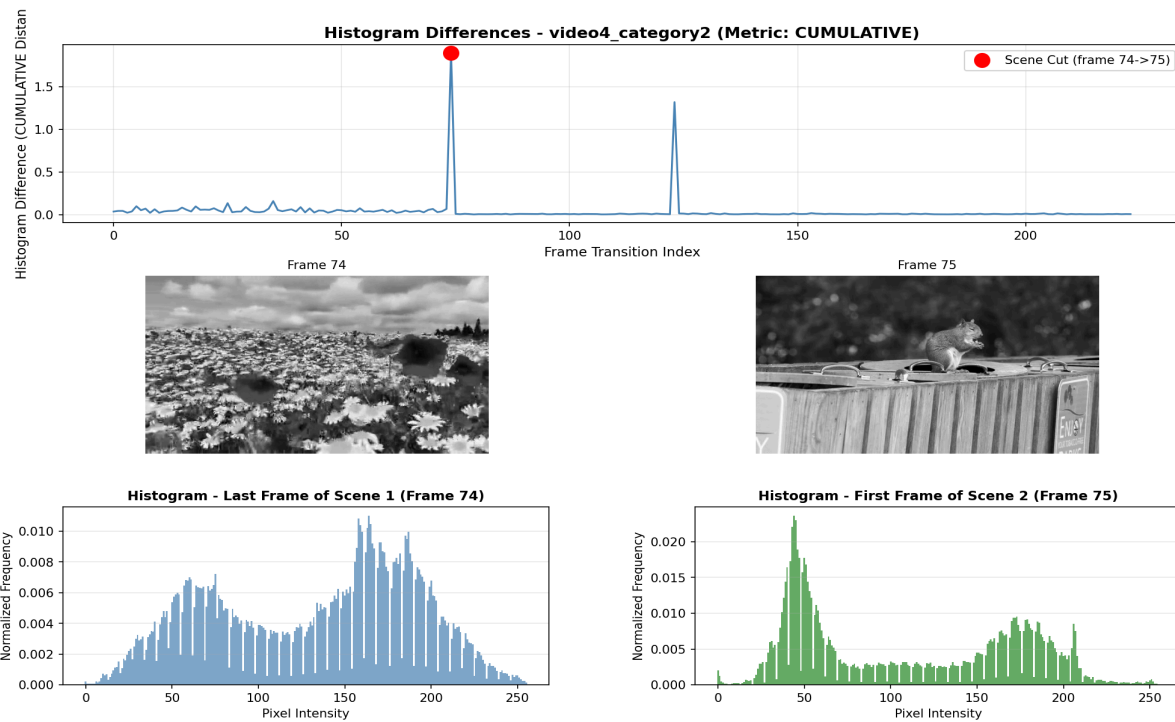 Histogram Differences - video4_category2 (Metric: CUMULATIVE)
Histogram Difference (CUMULATIVE Distan
1.5
1.0
0.5
0.0
Scene Cut (frame 74->75)
0 50 100 150 200
Frame Transition Index
Frame 74
Frame 75
ENJOY
Histogram - Last Frame of Scene 1 (Frame 74)
Normalized Frequency
0.010
0.008
0.006
0.004
0.002
0.000
0 50 100 150 200 250
Pixel Intensity
Histogram - First Frame of Scene 2 (Frame 75)
Normalized Frequency
0.020
0.015
0.010
0.005
0.000
0 50 100 150 200 250
Pixel Intensity